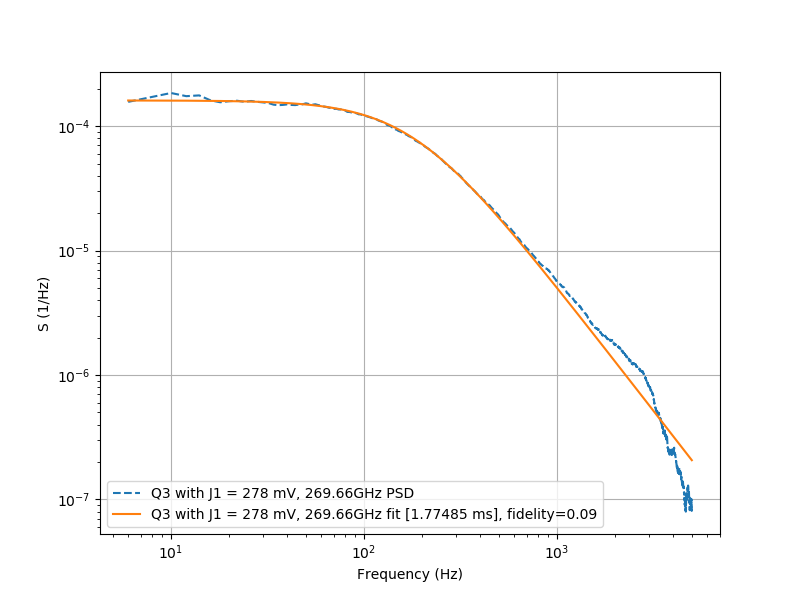 10⁻⁴
10⁻⁵
10⁻⁶
10⁻⁷
S (1/Hz)
Q3 with J1 = 278 mV, 269.66GHz PSD
Q3 with J1 = 278 mV, 269.66GHz fit [1.77485 ms], fidelity=0.09
10¹ 10² 10³
Frequency (Hz)